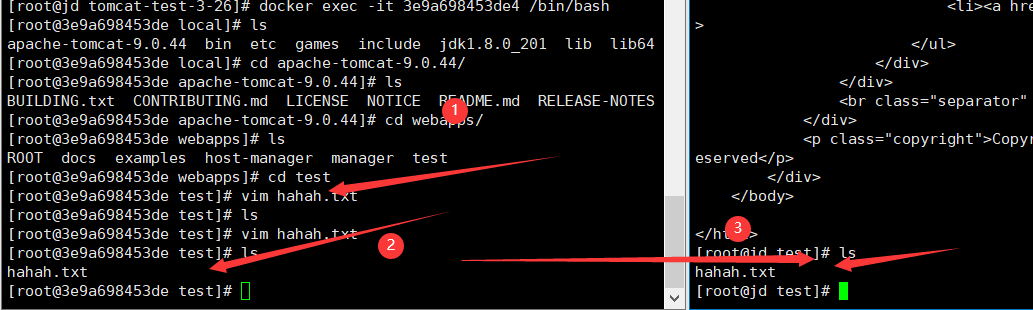 [root@jd tomcat-test-3-26]# docker exec -it 3e9a698453de4 /bin/bash
[root@3e9a698453de local]# ls
apache-tomcat-9.0.44  bin  etc  games  include  jdk1.8.0_201  lib  lib64
[root@3e9a698453de local]# cd apache-tomcat-9.0.44/
[root@3e9a698453de apache-tomcat-9.0.44]# ls
BUILDING.txt  CONTRIBUTING.md  LICENSE  NOTICE  README.md  RELEASE-NOTES
1
[root@3e9a698453de apache-tomcat-9.0.44]# cd webapps/
[root@3e9a698453de webapps]# ls
ROOT  docs  examples  host-manager  manager  test
[root@3e9a698453de webapps]# cd test
[root@3e9a698453de test]# vim hahah.txt
[root@3e9a698453de test]# ls
[root@3e9a698453de test]# vim hahah.txt
2
[root@3e9a698453de test]# ls
hahah.txt
[root@3e9a698453de test]#
<li><a hre
>
</ul>
</div>
</div>
<br class="separator"
</div>
<p class="copyright">Copyr
eserved</p>
</div>
</body>
3
</html>
[root@jd test]# ls
hahah.txt
[root@jd test]#